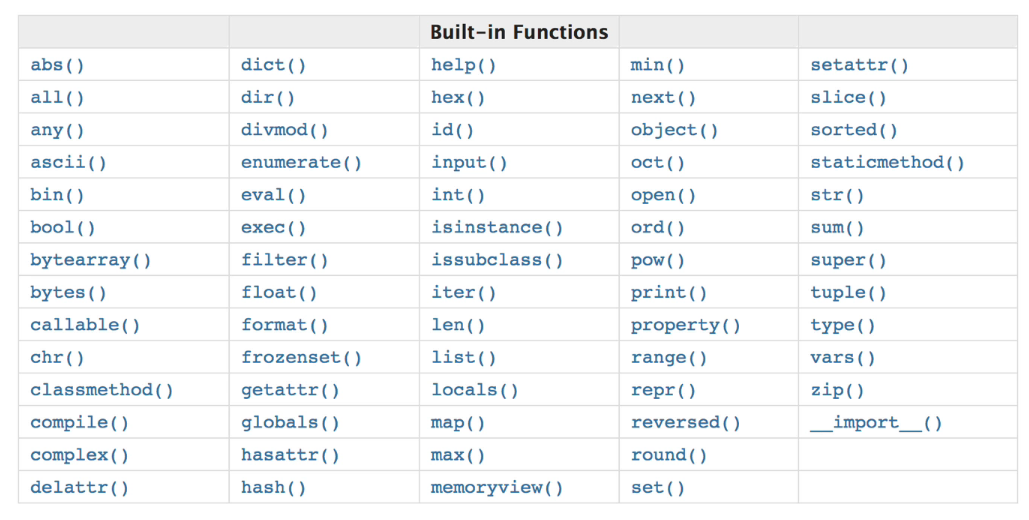 Built-in Functions
abs() dict() help() min() setattr()
all() dir() hex() next() slice()
any() divmod() id() object() sorted()
ascii() enumerate() input() oct() staticmethod()
bin() eval() int() open() str()
bool() exec() isinstance() ord() sum()
bytearray() filter() issubclass() pow() super()
bytes() float() iter() print() tuple()
callable() format() len() property() type()
chr() frozenset() list() range() vars()
classmethod() getattr() locals() repr() zip()
compile() globals() map() reversed() __import__()
complex() hasattr() max() round()
delattr() hash() memoryview() set()